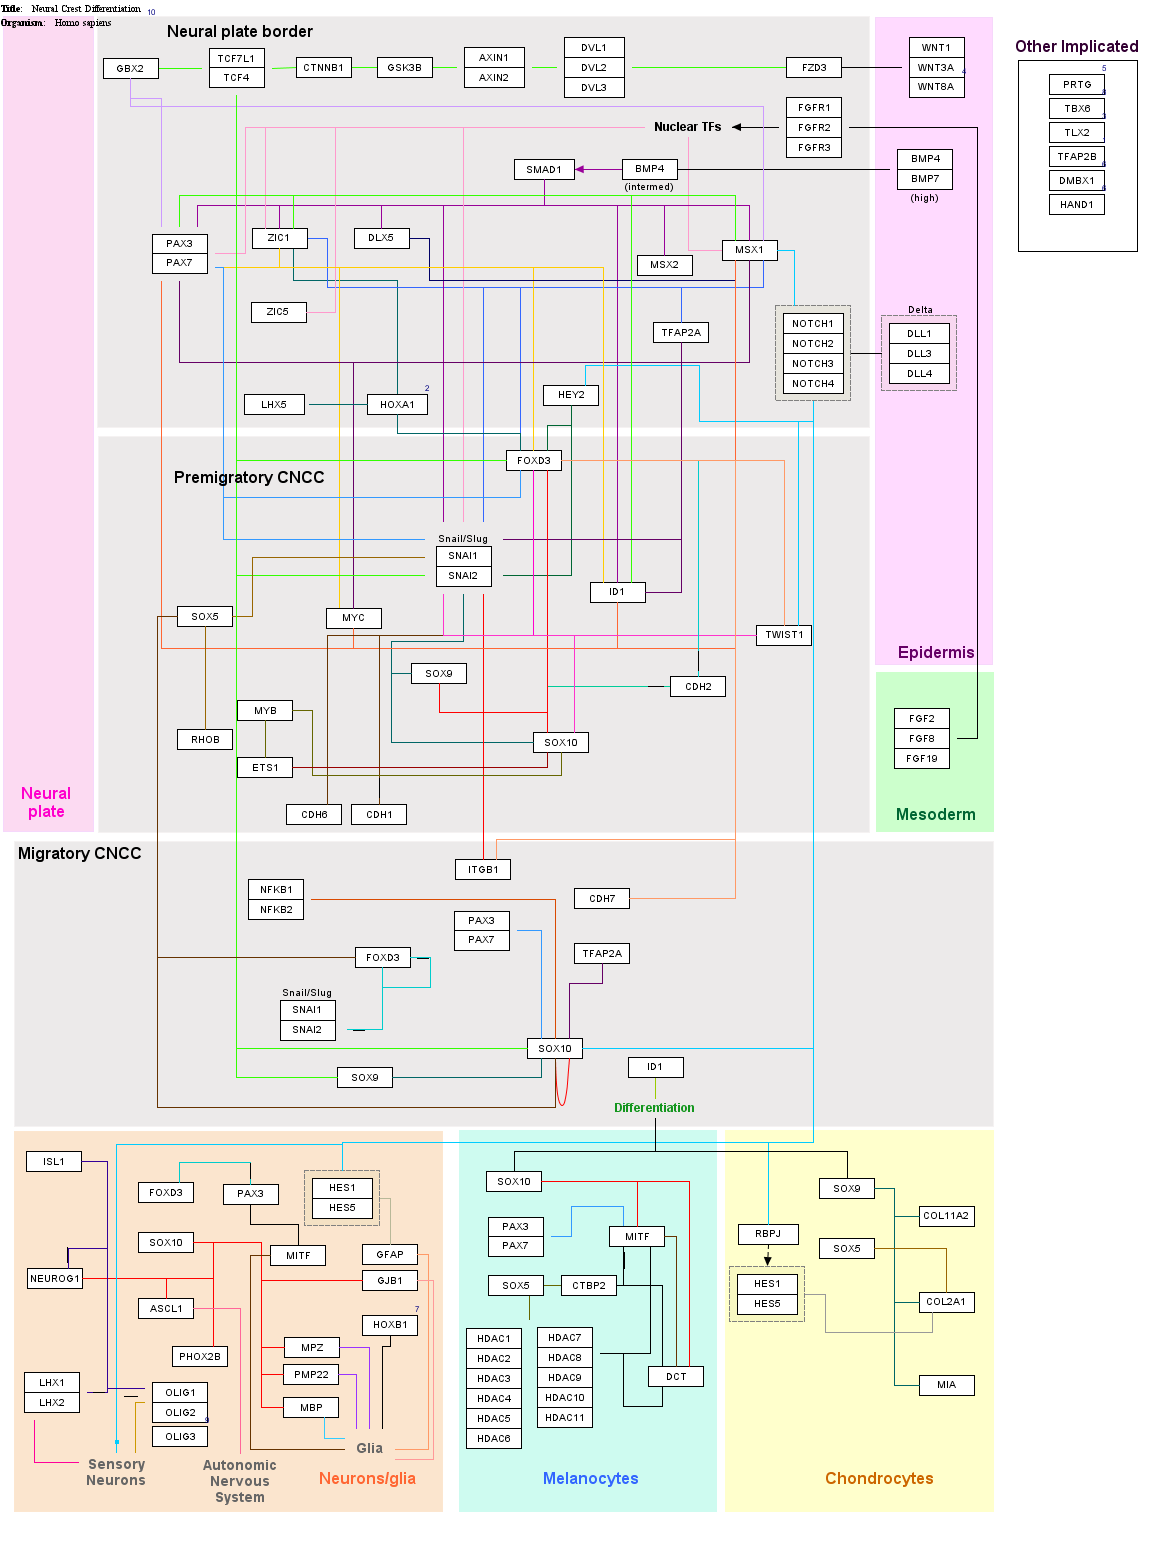 Title: Neural Crest Differentiation
10
Organism: Homo sapiens
Neural plate border
GBX2
TCF7L1
TCF4
CTNNB1
GSK3B
AXIN1
AXIN2
DVL1
DVL2
DVL3
FZD3
WNT1
WNT3A
WNT8A
4
Other Implicated
5
PRTG
8
TBX6
3
TLX2
TFAP2B
6
DMBX1
6
HAND1
FGFR1
FGFR2
FGFR3
Nuclear TFs
SMAD1
BMP4
(intermed)
BMP4
BMP7
(high)
PAX3
PAX7
ZIC1
DLX5
MSX1
MSX2
ZIC5
TFAP2A
NOTCH1
NOTCH2
NOTCH3
NOTCH4
Delta
DLL1
DLL3
DLL4
LHX5
2
HOXA1
HEY2
Premigratory CNCC
FOXD3
Snail/Slug
SNAI1
SNAI2
ID1
SOX5
MYC
TWIST1
Epidermis
SOX9
CDH2
MYB
RHOB
ETS1
SOX10
CDH6
CDH1
FGF2
FGF8
FGF19
Mesoderm
Neural
plate
Migratory CNCC
ITGB1
NFKB1
NFKB2
CDH7
PAX3
PAX7
FOXD3
TFAP2A
Snail/Slug
SNAI1
SNAI2
SOX10
SOX9
ID1
Differentiation
ISL1
FOXD3
PAX3
HES1
HES5
SOX10
MITF
GFAP
NEUROG1
GJB1
ASCL1
7
HOXB1
PHOX2B
MPZ
PMP22
MBP
LHX1
LHX2
OLIG1
OLIG2
9
OLIG3
Glia
Sensory
Neurons
Autonomic
Nervous
System
Neurons/glia
SOX10
PAX3
PAX7
MITF
SOX5
CTBP2
HDAC1
HDAC2
HDAC3
HDAC4
HDAC5
HDAC6
HDAC7
HDAC8
HDAC9
HDAC10
HDAC11
DCT
Melanocytes
SOX9
COL11A2
RBPJ
SOX5
HES1
HES5
COL2A1
MIA
Chondrocytes